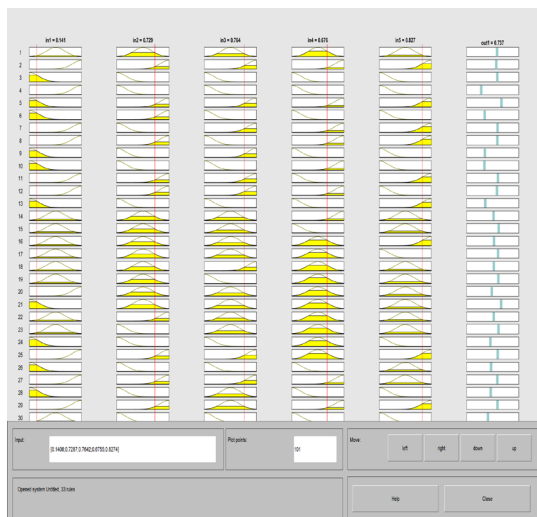 in1 = 0.141
in2 = 0.729
in3 = 0.764
in4 = 0.676
in5 = 0.827
out1 = 0.737
1
2
3
4
5
6
7
8
9
10
11
12
13
14
15
16
17
18
19
20
21
22
23
24
25
26
27
28
29
30
Input:
[0.1408;0.7287;0.7642;0.6755;0.8274]
Plot points:
101
Move:
left
right
down
up
Opened system Untitled, 33 rules
Help
Close